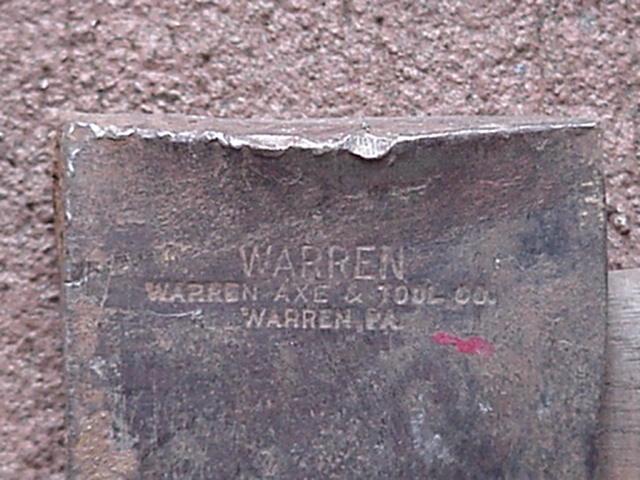 WARREN
WARREN AXE & TOOL CO.
WARREN, PA.